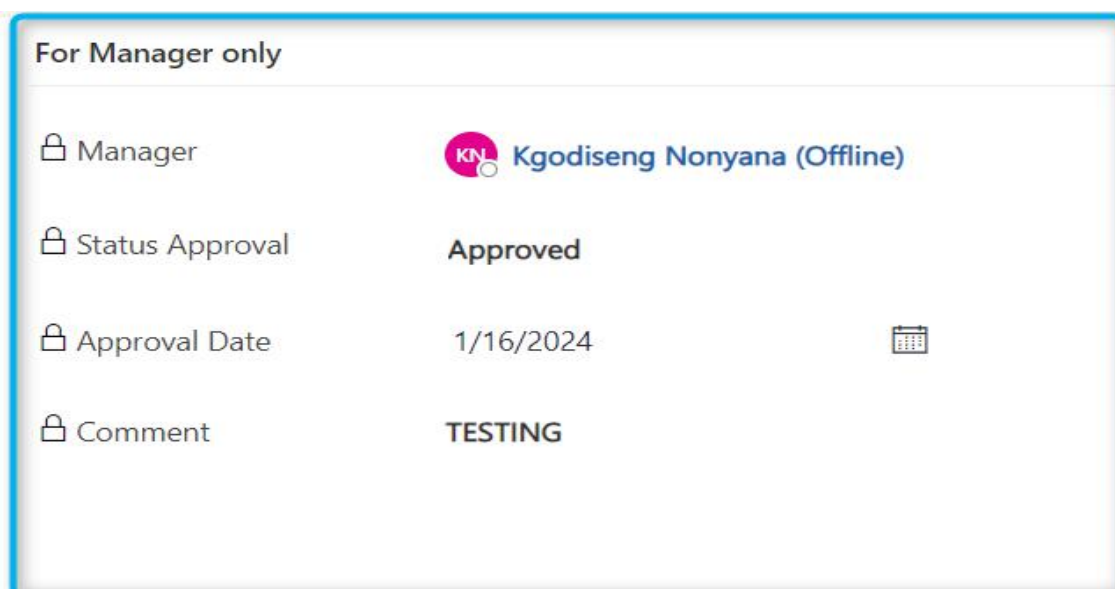 For Manager only
Manager KN Kgodiseng Nonyana (Offline)
Status Approval Approved
Approval Date 1/16/2024
Comment TESTING